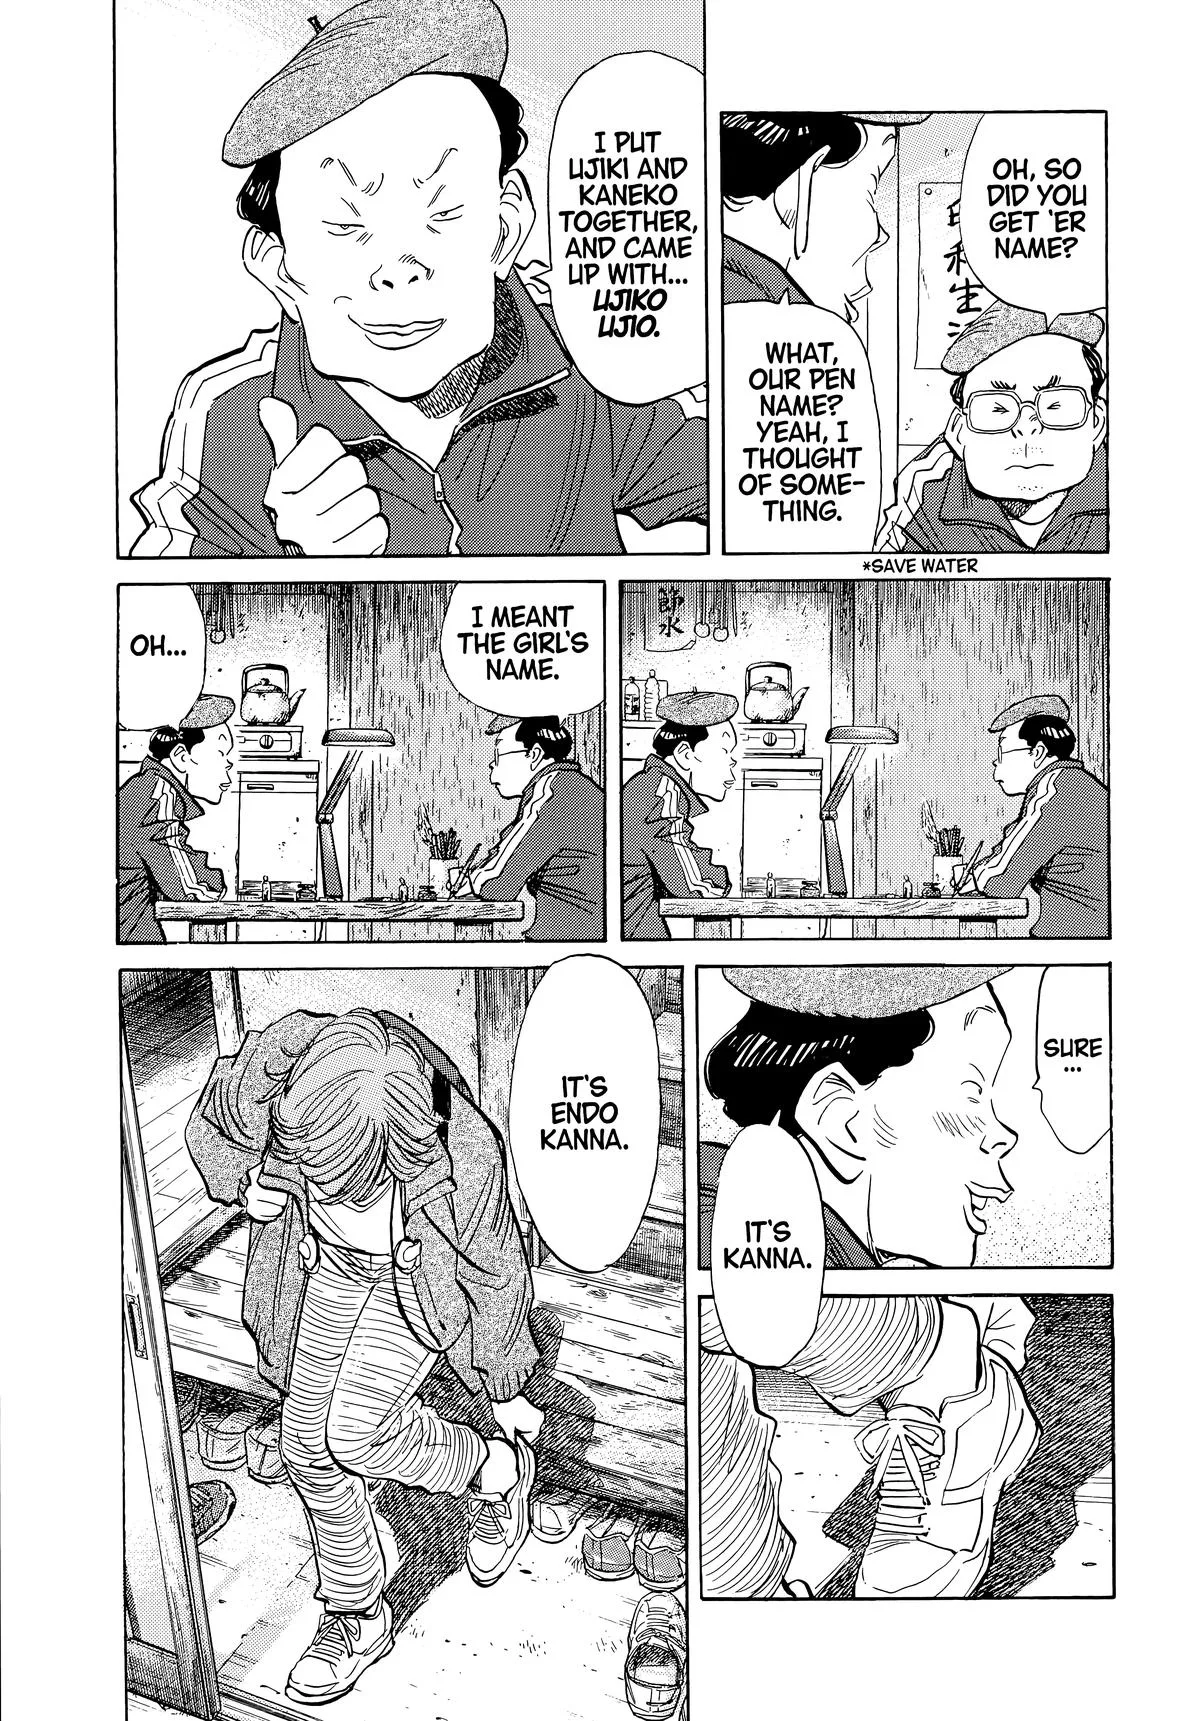 OH, SO
DID YOU
GET 'ER
NAME?
WHAT,
OUR PEN
NAME?
YEAH, I
THOUGHT
OF SOME-
THING.
*SAVE WATER
I PUT
UJIKI AND
KANEKO
TOGETHER,
AND CAME
UP WITH...
UJIKO
UJIO.
節水
I MEANT
THE GIRL'S
NAME.
OH...
SURE
...
IT'S
KANNA.
IT'S
ENDO
KANNA.